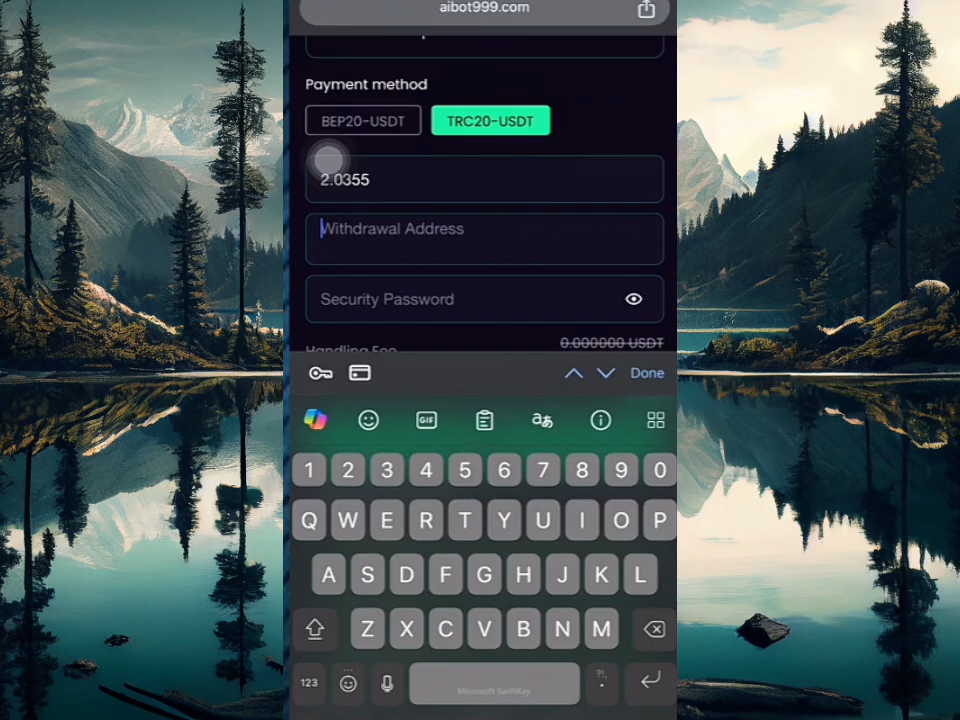 aibot999.com
Payment method
BEP20-USDT TRC20-USDT
2.0355
Withdrawal Address
Security Password
Handling Fee 0.000000 USDT
Done
GIF
1 2 3 4 5 6 7 8 9 0
Q W E R T Y U I O P
A S D F G H J K L
Z X C V B N M
123 Microsoft SwiftKey ?!, .